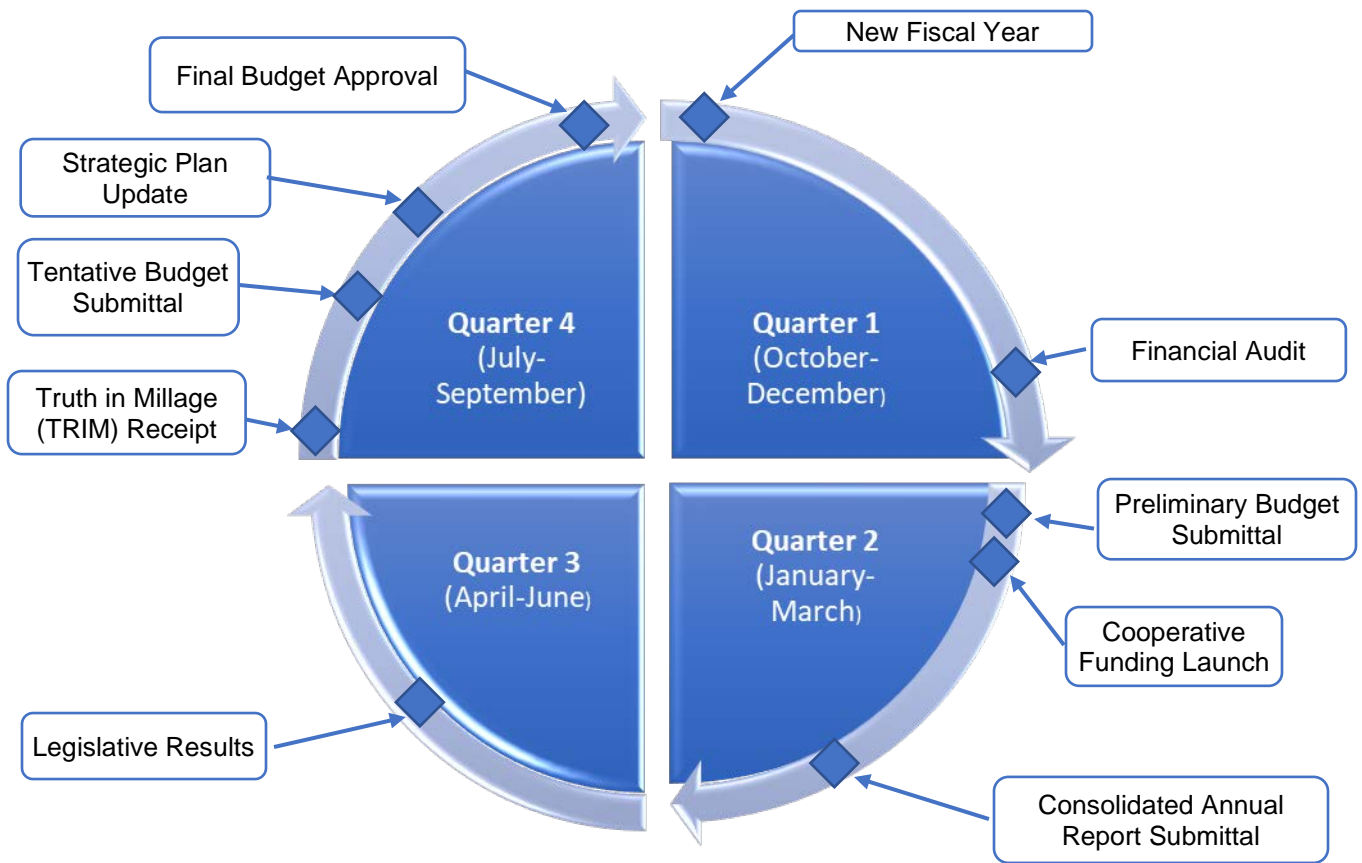 New Fiscal Year
Final Budget Approval
Strategic Plan
Update
Tentative Budget
Submittal
Truth in Millage
(TRIM) Receipt
Quarter 4
(July-
September)
Quarter 1
(October-
December)
Financial Audit
Preliminary Budget
Submittal
Quarter 3
(April-June)
Quarter 2
(January-
March)
Cooperative
Funding Launch
Legislative Results
Consolidated Annual
Report Submittal